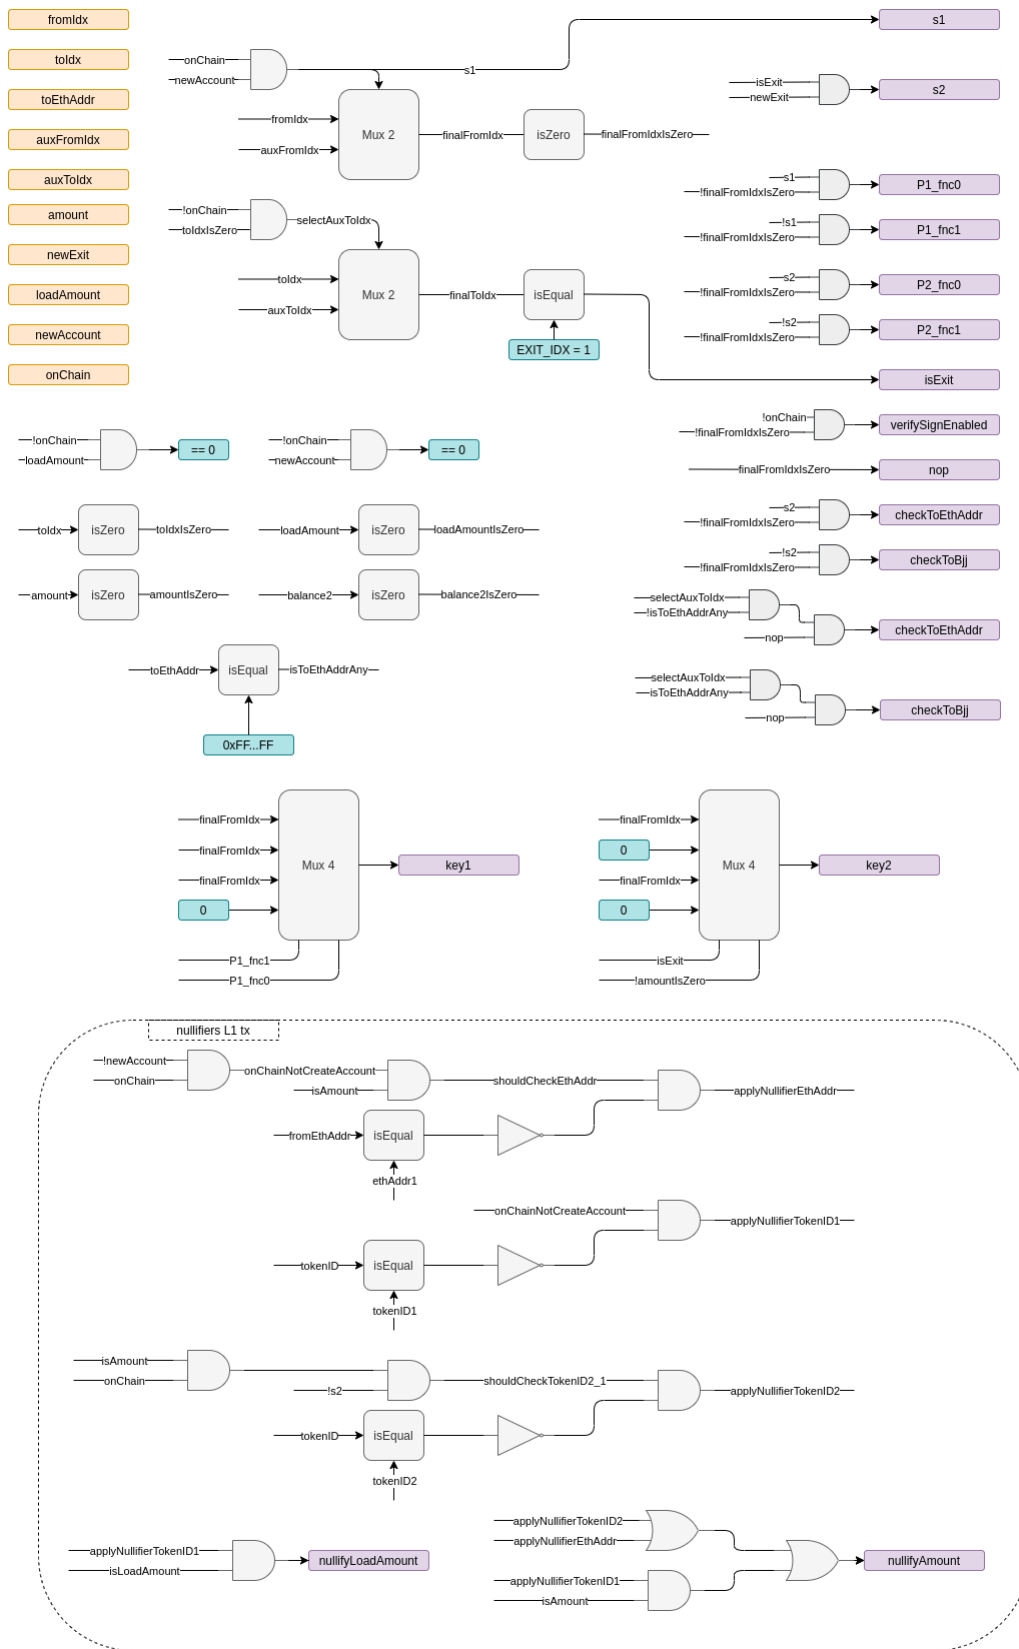 fromIdx
toIdx
toEthAddr
auxFromIdx
auxToIdx
amount
newExit
loadAmount
newAccount
onChain
onChain
newAccount
s1
s1
fromIdx
auxFromIdx
Mux 2
finalFromIdx
isZero
finalFromIdxIsZero
!onChain
toIdxIsZero
selectAuxToIdx
toIdx
auxToIdx
Mux 2
finalToIdx
isEqual
EXIT_IDX = 1
isExit
isExit
newExit
s2
s1
!finalFromIdxIsZero
P1_fnc0
!s1
!finalFromIdxIsZero
P1_fnc1
s2
!finalFromIdxIsZero
P2_fnc0
!s2
!finalFromIdxIsZero
P2_fnc1
!onChain
!finalFromIdxIsZero
verifySignEnabled
finalFromIdxIsZero
nop
s2
!finalFromIdxIsZero
checkToEthAddr
!s2
!finalFromIdxIsZero
checkToBjj
selectAuxToIdx
!isToEthAddrAny
nop
checkToEthAddr
selectAuxToIdx
isToEthAddrAny
nop
checkToBjj
!onChain
loadAmount
== 0
!onChain
newAccount
== 0
toIdx
isZero
toIdxIsZero
loadAmount
isZero
loadAmountIsZero
amount
isZero
amountIsZero
balance2
isZero
balance2IsZero
toEthAddr
isEqual
isToEthAddrAny
0xFF...FF
finalFromIdx
finalFromIdx
finalFromIdx
0
Mux 4
key1
P1_fnc1
P1_fnc0
finalFromIdx
0
finalFromIdx
0
Mux 4
key2
isExit
!amountIsZero
nullifiers L1 tx
!newAccount
onChain
onChainNotCreateAccount
isAmount
shouldCheckEthAddr
applyNullifierEthAddr
fromEthAddr
isEqual
ethAddr1
onChainNotCreateAccount
applyNullifierTokenID1
tokenID
isEqual
tokenID1
isAmount
onChain
!s2
shouldCheckTokenID2_1
applyNullifierTokenID2
tokenID
isEqual
tokenID2
applyNullifierTokenID1
isLoadAmount
nullifyLoadAmount
applyNullifierTokenID2
applyNullifierEthAddr
applyNullifierTokenID1
isAmount
nullifyAmount